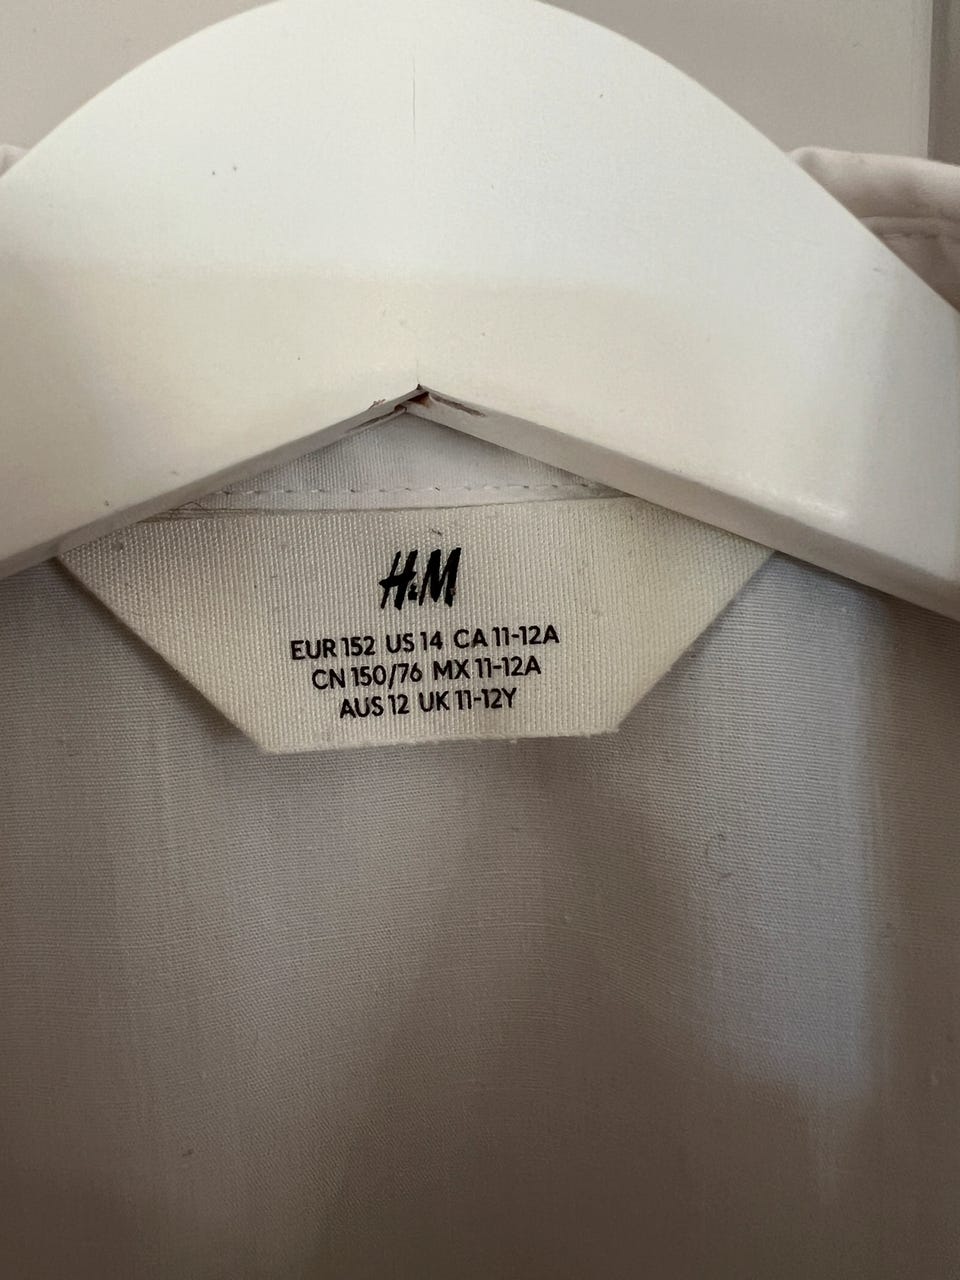 H&M
EUR 152 US 14 CA 11-12A
CN 150/76 MX 11-12A
AUS 12 UK 11-12Y